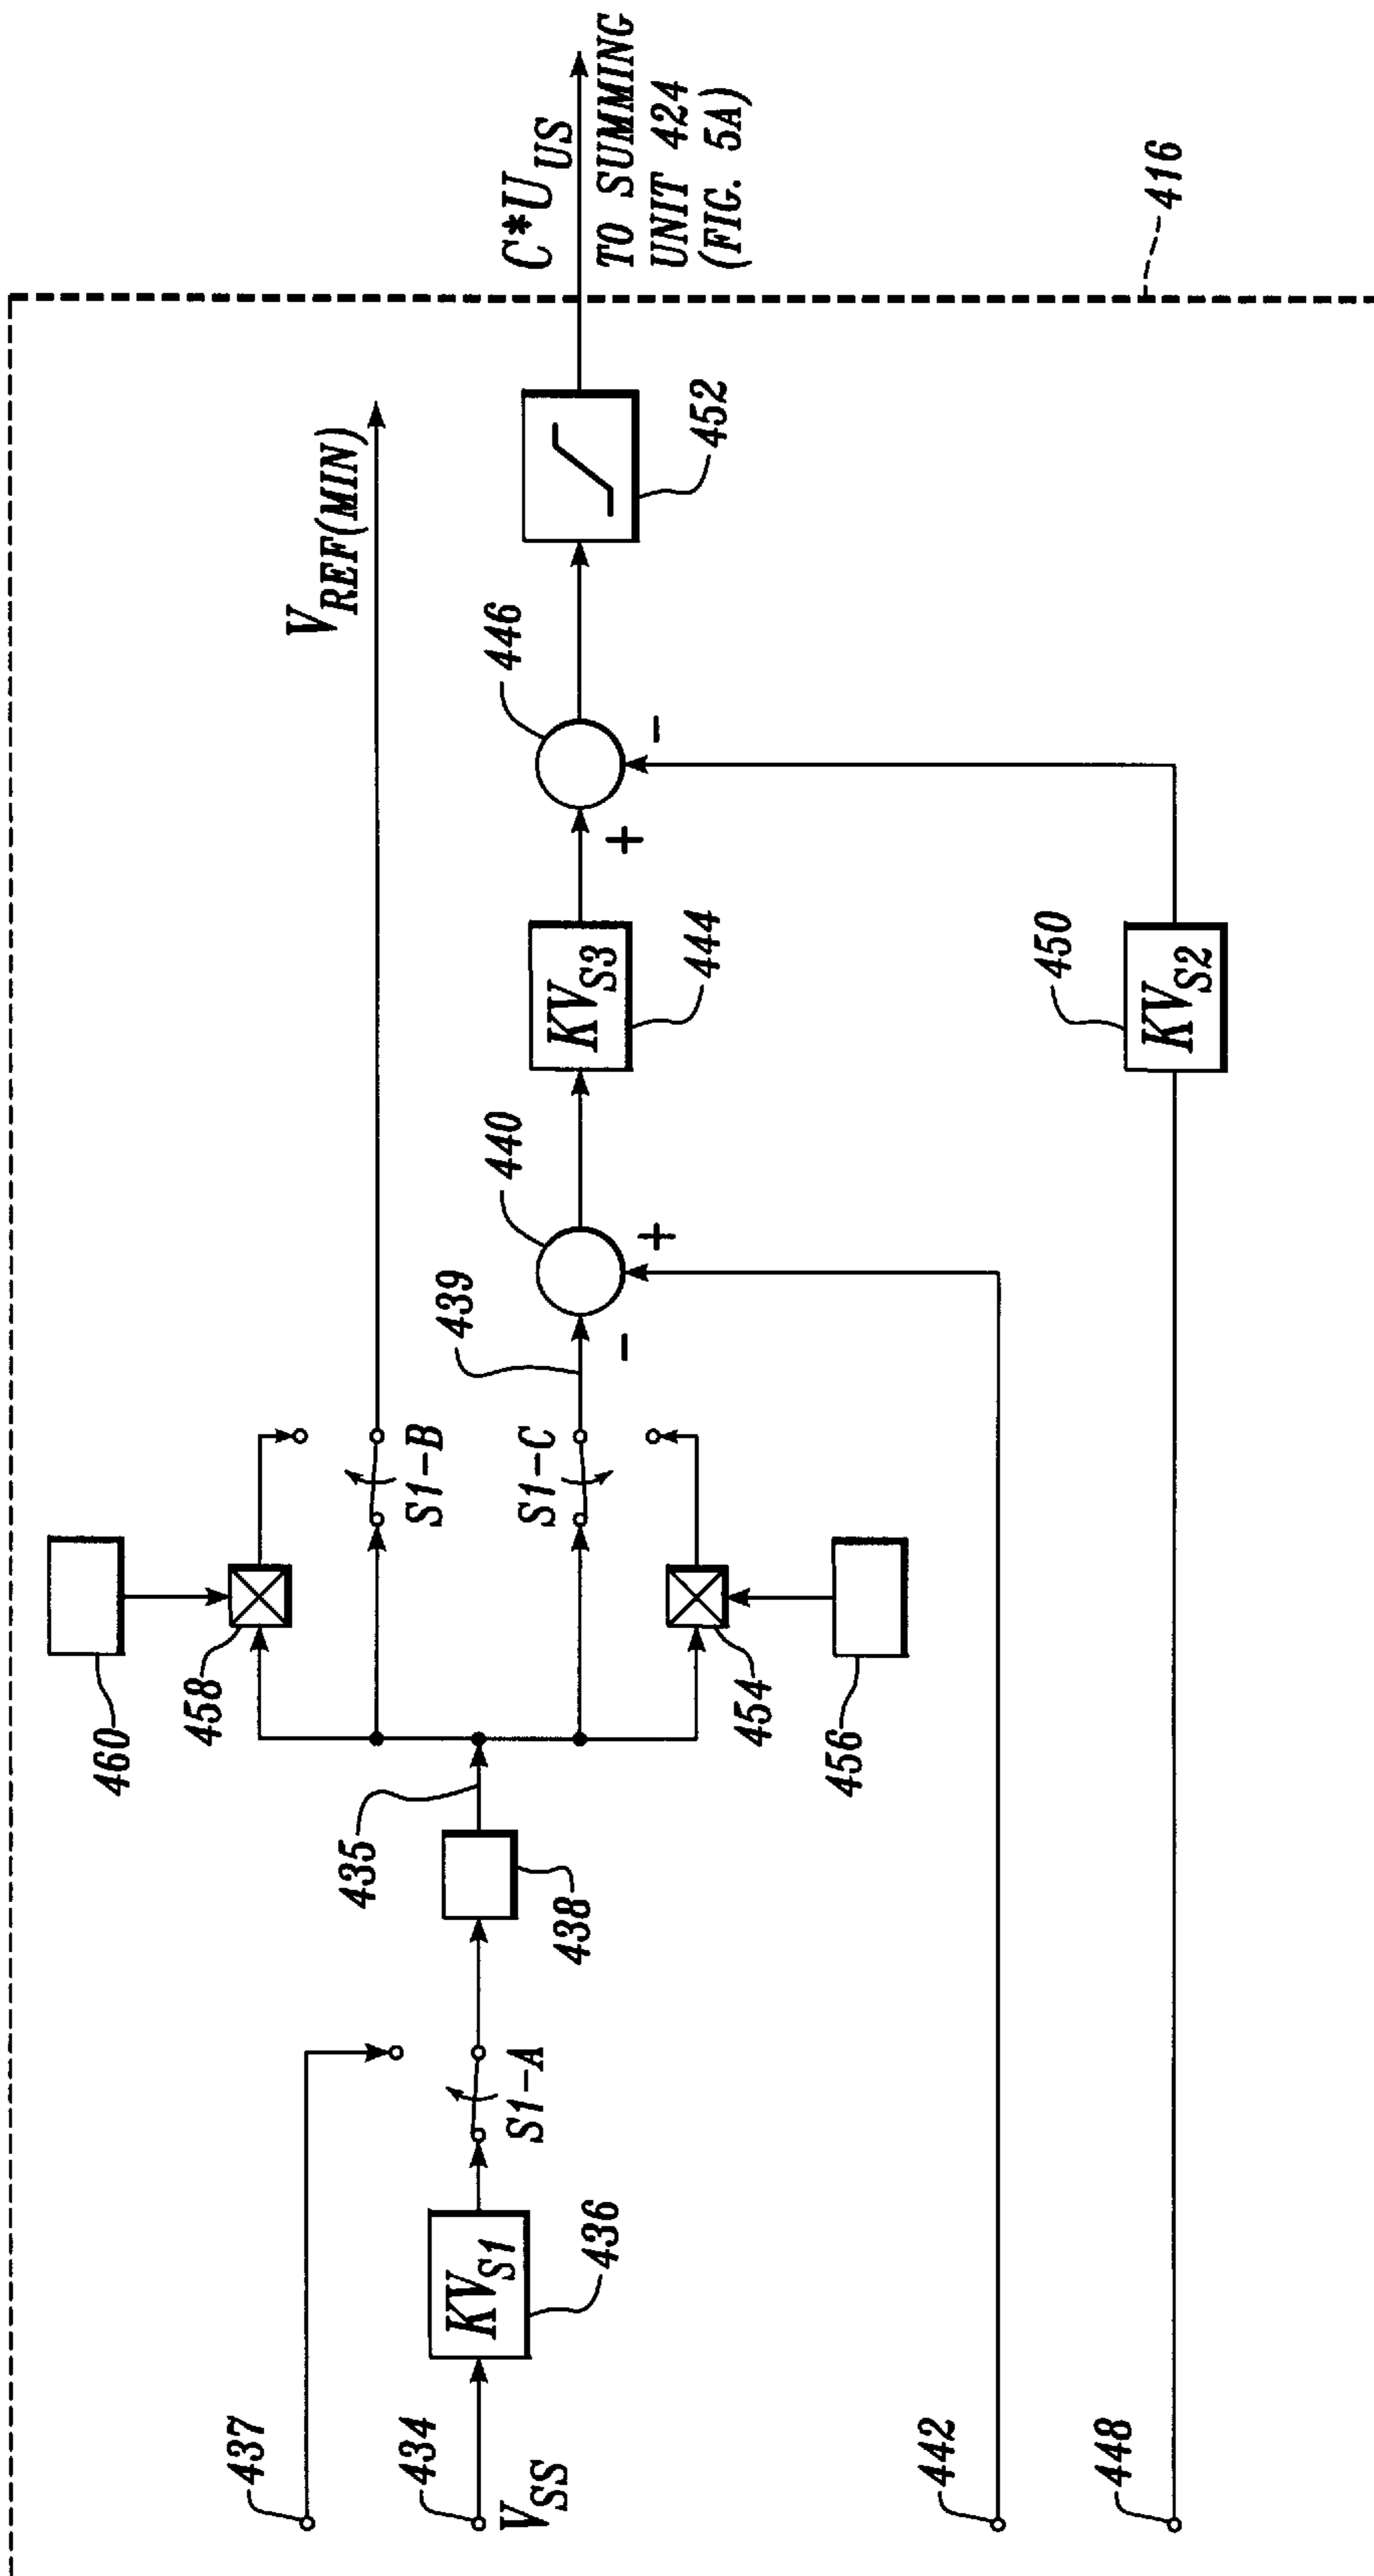 437
434
V_SS
KV_S1
436
S1-A
438
435
460
458
S1-B
V_REF(MIN)
S1-C
454
456
439
440
KV_S3
444
446
452
C*U_US
TO SUMMING
UNIT 424
(FIG. 5A)
416
442
448
KV_S2
450